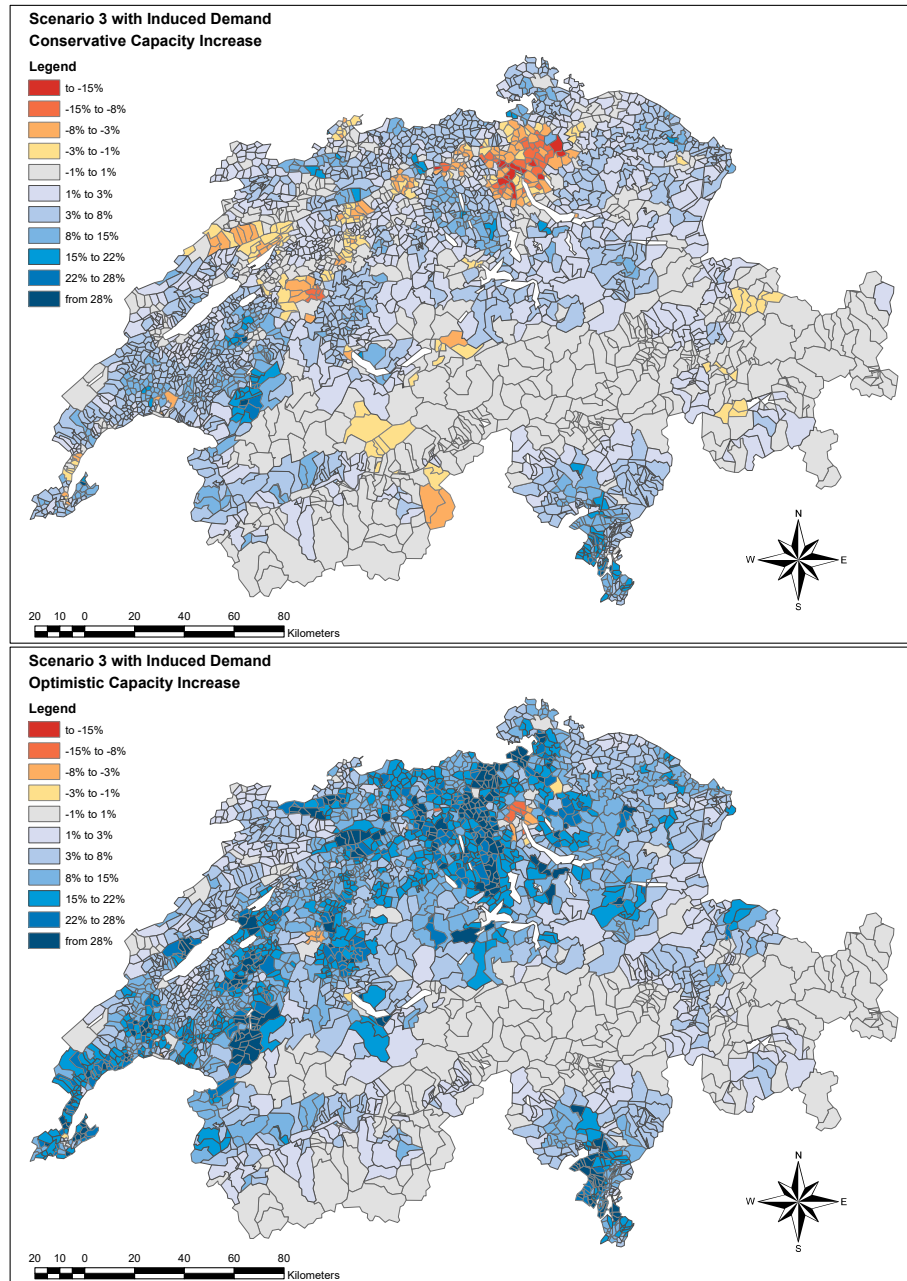 Scenario 3 with Induced Demand
Conservative Capacity Increase
Legend
to -15%
-15% to -8%
-8% to -3%
-3% to -1%
-1% to 1%
1% to 3%
3% to 8%
8% to 15%
15% to 22%
22% to 28%
from 28%
N
W E
S
20 10 0 20 40 60 80
Kilometers
Scenario 3 with Induced Demand
Optimistic Capacity Increase
Legend
to -15%
-15% to -8%
-8% to -3%
-3% to -1%
-1% to 1%
1% to 3%
3% to 8%
8% to 15%
15% to 22%
22% to 28%
from 28%
N
W E
S
20 10 0 20 40 60 80
Kilometers